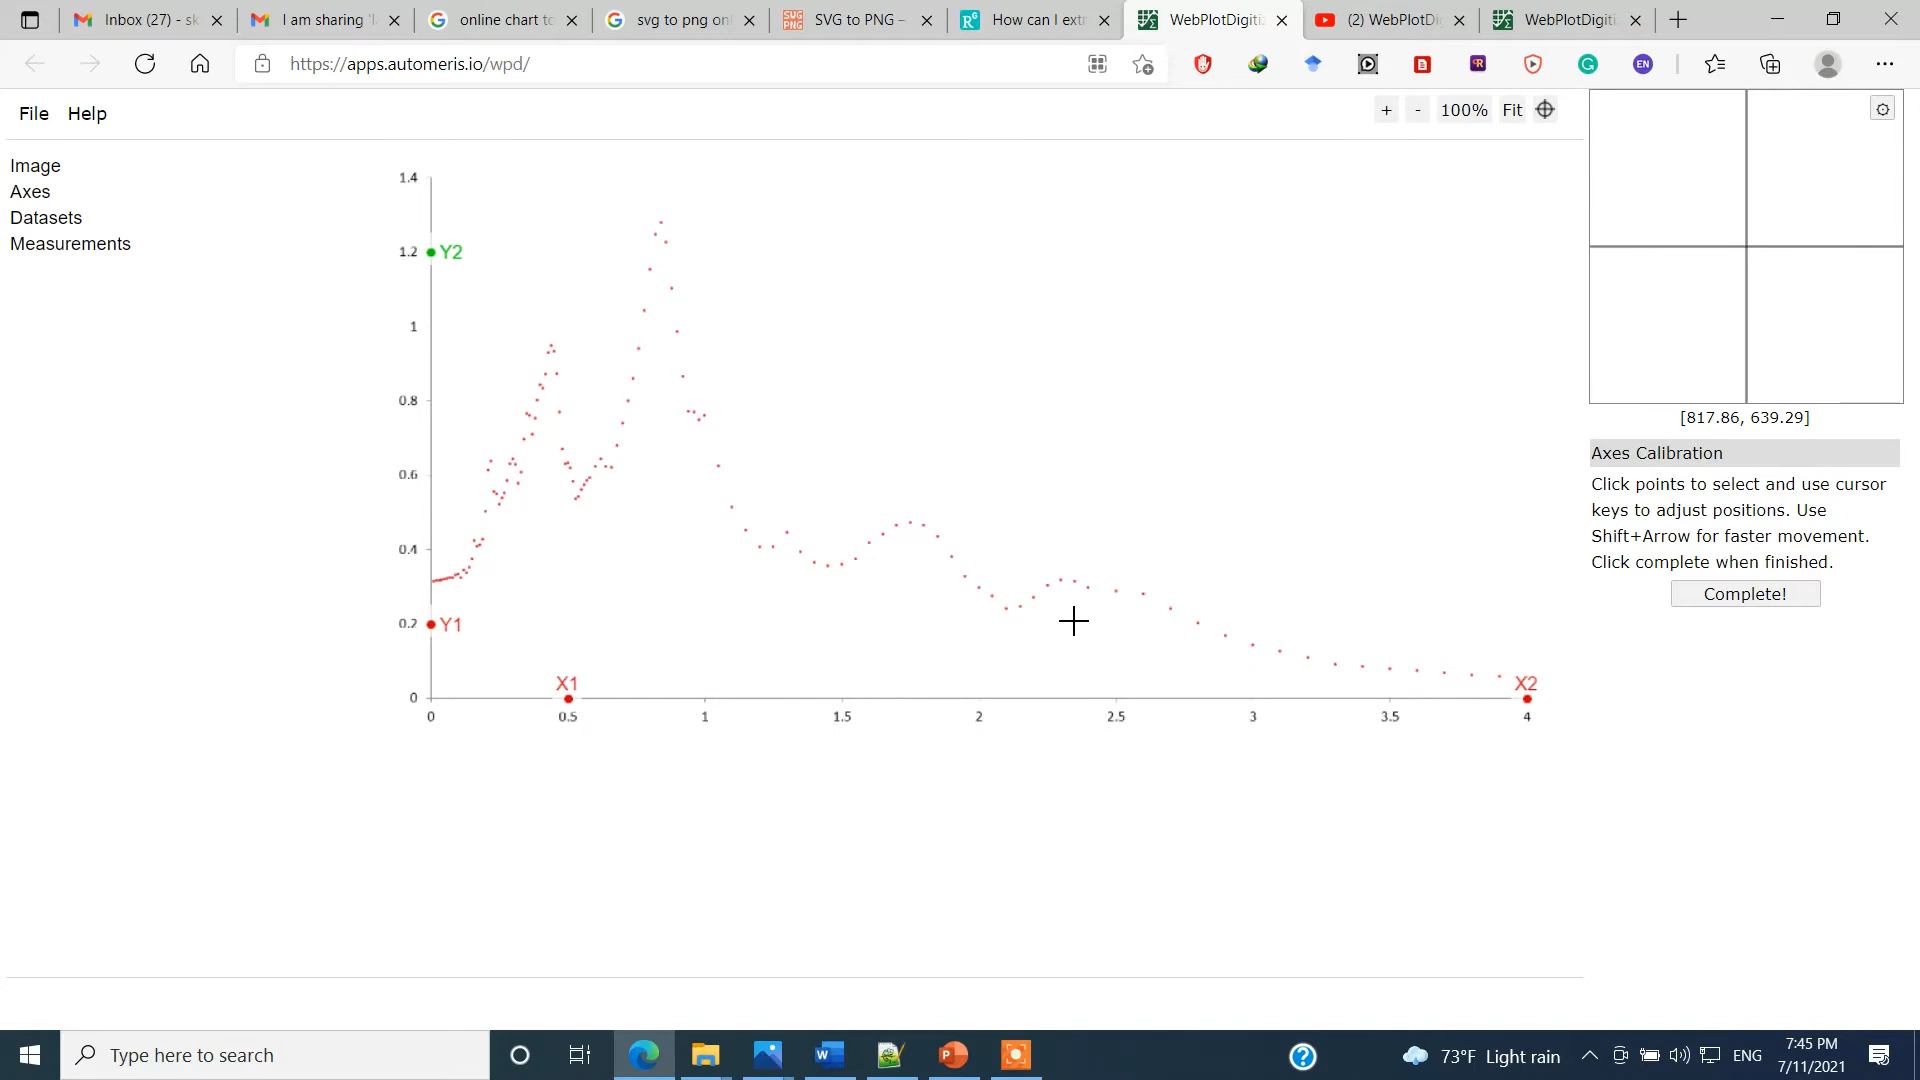 Inbox (27) - sk
I am sharing 'I
online chart to
svg to png onl
SVG to PNG –
How can I extr
WebPlotDigitiz
(2) WebPlotDi
WebPlotDigiti
https://apps.automeris.io/wpd/
EN
File Help
+ - 100% Fit
Image
Axes
Datasets
Measurements
1.4
1.2 Y2
1
0.8
0.6
0.4
0.2 Y1
0
X1 X2
0 0.5 1 1.5 2 2.5 3 3.5 4
[817.86, 639.29]
Axes Calibration
Click points to select and use cursor
keys to adjust positions. Use
Shift+Arrow for faster movement.
Click complete when finished.
Complete!
Type here to search
73°F Light rain
ENG
7:45 PM
7/11/2021